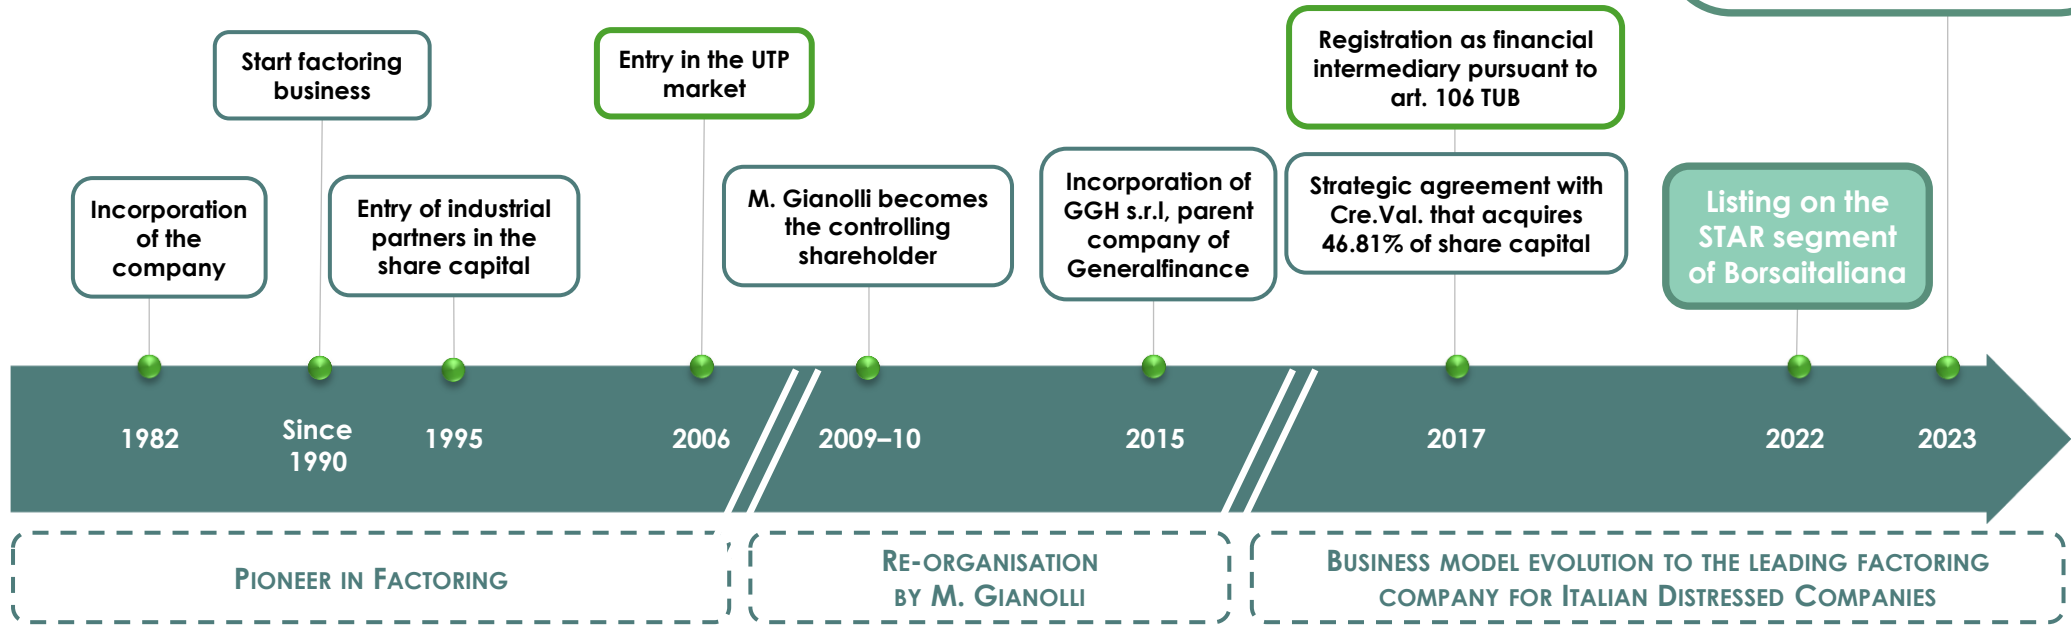 Start factoring
business
Entry in the UTP
market
Registration as financial
intermediary pursuant to
art. 106 TUB
Incorporation
of the
company
Entry of industrial
partners in the
share capital
M. Gianolli becomes
the controlling
shareholder
Incorporation of
GGH s.r.l, parent
company of
Generalfinance
Strategic agreement with
Cre.Val. that acquires
46.81% of share capital
Listing on the
STAR segment
of Borsaitaliana
1982
Since
1990
1995
2006
2009–10
2015
2017
2022
2023
Pioneer in Factoring
Re-organisation
by M. Gianolli
Business model evolution to the leading factoring
company for Italian Distressed Companies